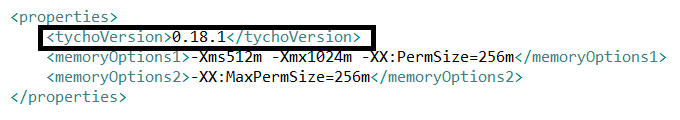 <properties>
<tychoVersion>0.18.1</tychoVersion>
<memoryOptions1>-Xms512m -Xmx1024m -XX:PermSize=256m</memoryOptions1>
<memoryOptions2>-XX:MaxPermSize=256m</memoryOptions2>
</properties>